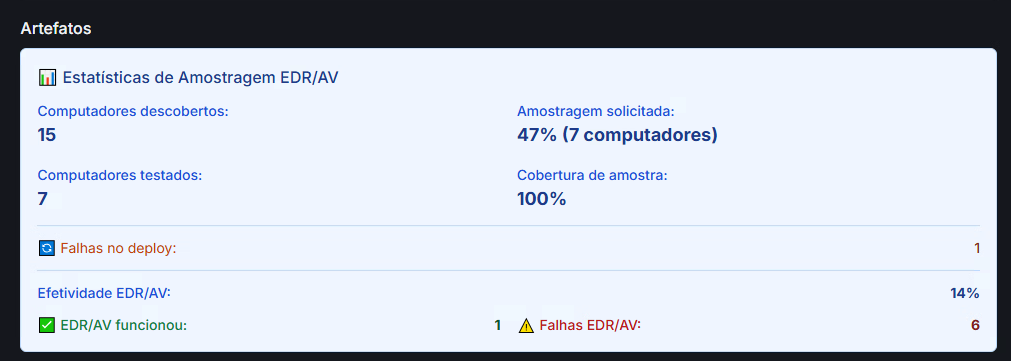 Artefatos
Estatísticas de Amostragem EDR/AV
Computadores descobertos:
15
Amostragem solicitada:
47% (7 computadores)
Computadores testados:
7
Cobertura de amostra:
100%
Falhas no deploy: 1
Efetividade EDR/AV: 14%
EDR/AV funcionou: 1
Falhas EDR/AV: 6